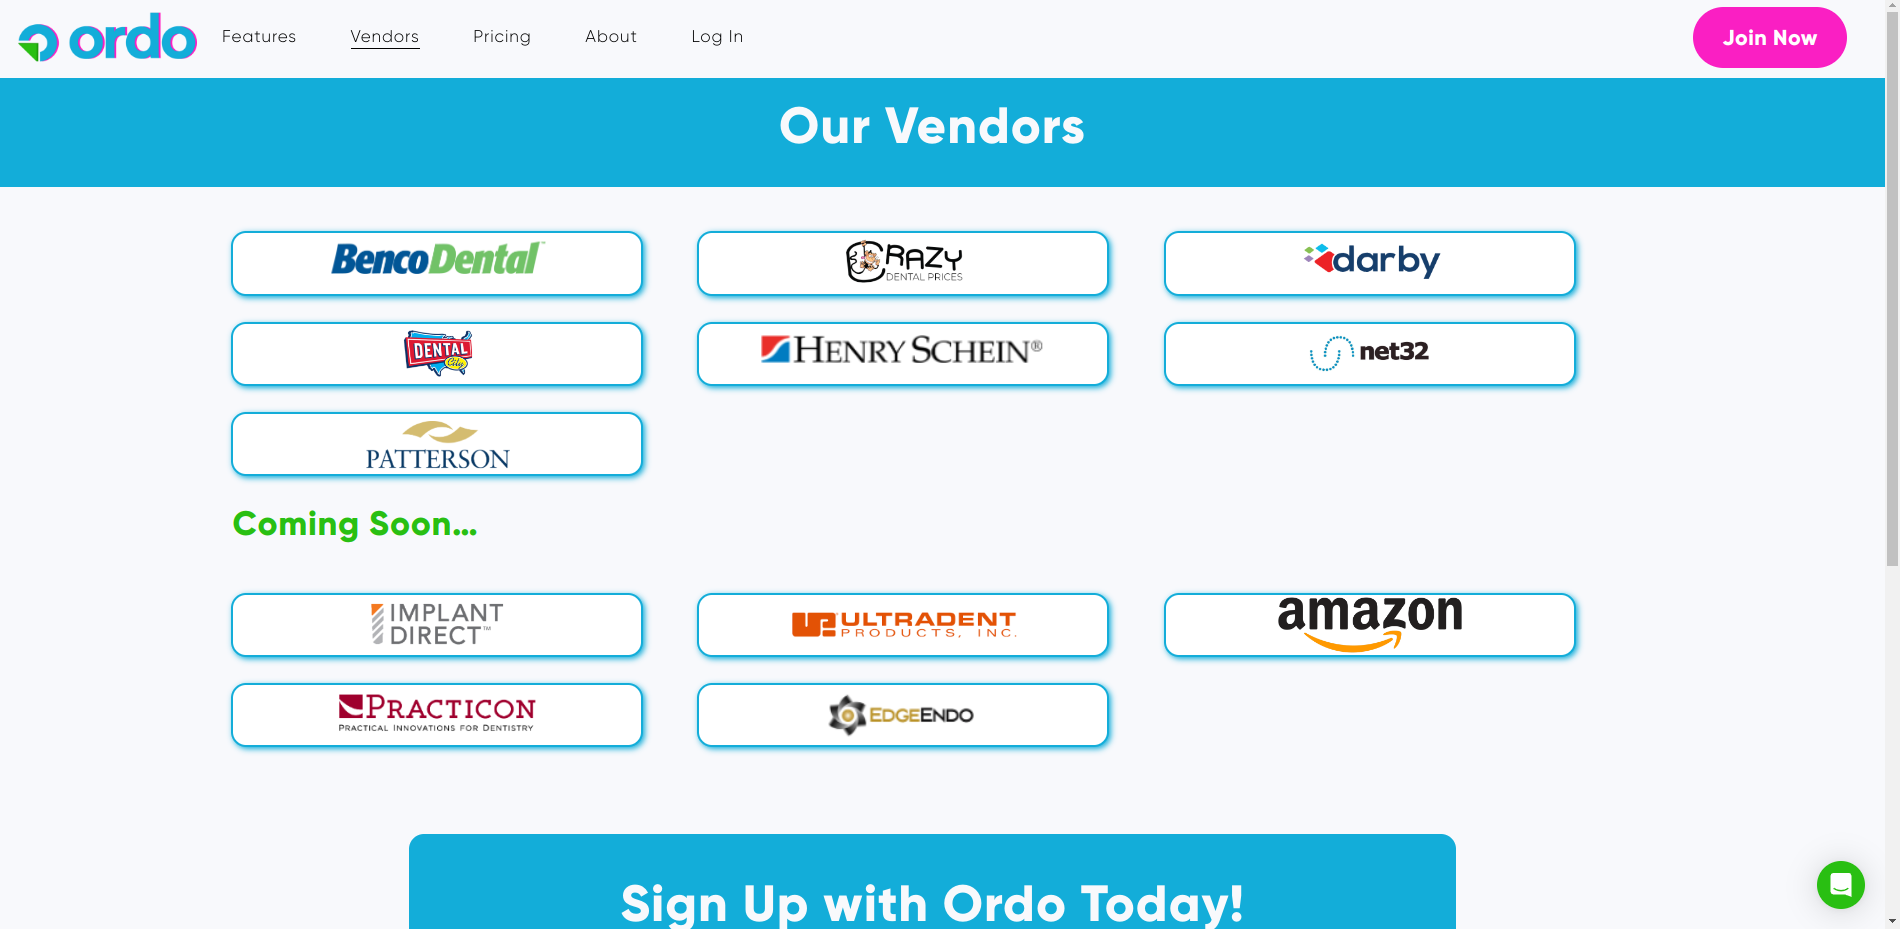 ordo
Features
Vendors
Pricing
About
Log In
Join Now
Our Vendors
BencoDental™
CRAZY
DENTAL PRICES
darby
DENTAL
City
HENRY SCHEIN®
net32
PATTERSON
Coming Soon...
IMPLANT
DIRECT™
UP ULTRADENT
PRODUCTS, INC.
amazon
PRACTICON
PRACTICAL INNOVATIONS FOR DENTISTRY
EDGEENDO
Sign Up with Ordo Today!